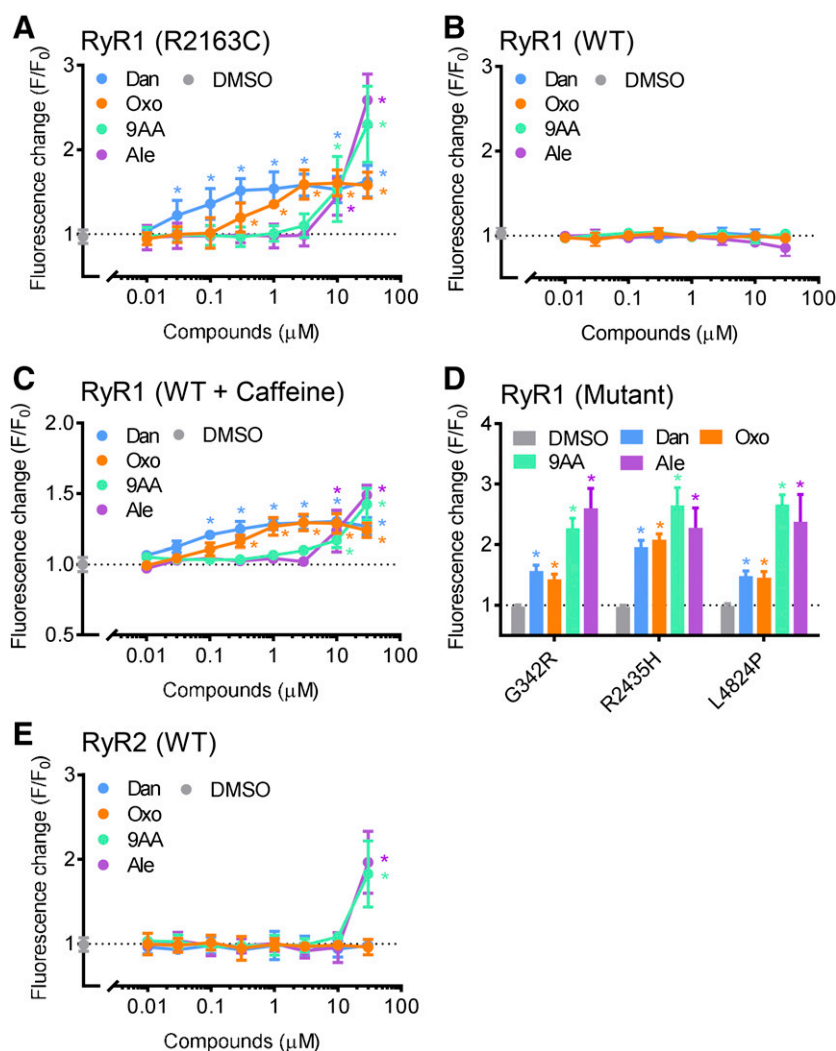 A
RyR1 (R2163C)
Fluorescence change (F/F0)
3
2
1
Dan
DMSO
Oxo
9AA
Ale
* * * * * * * *
* * * * *
* *
* *
0.01 0.1 1 10 100
Compounds (μM)
B
RyR1 (WT)
Fluorescence change (F/F0)
3
2
1
Dan
DMSO
Oxo
9AA
Ale
0.01 0.1 1 10 100
Compounds (μM)
C
RyR1 (WT + Caffeine)
Fluorescence change (F/F0)
2.0
1.5
1.0
0.5
Dan
DMSO
Oxo
9AA
Ale
* * * * * *
* * * * *
* *
* *
0.01 0.1 1 10 100
Compounds (μM)
D
RyR1 (Mutant)
Fluorescence change (F/F0)
4
3
2
1
DMSO Dan Oxo
9AA Ale
* * * *
* * * *
* * * *
G342R R2435H L4824P
E
RyR2 (WT)
Fluorescence change (F/F0)
3
2
1
Dan
DMSO
Oxo
9AA
Ale
*
*
0.01 0.1 1 10 100
Compounds (μM)